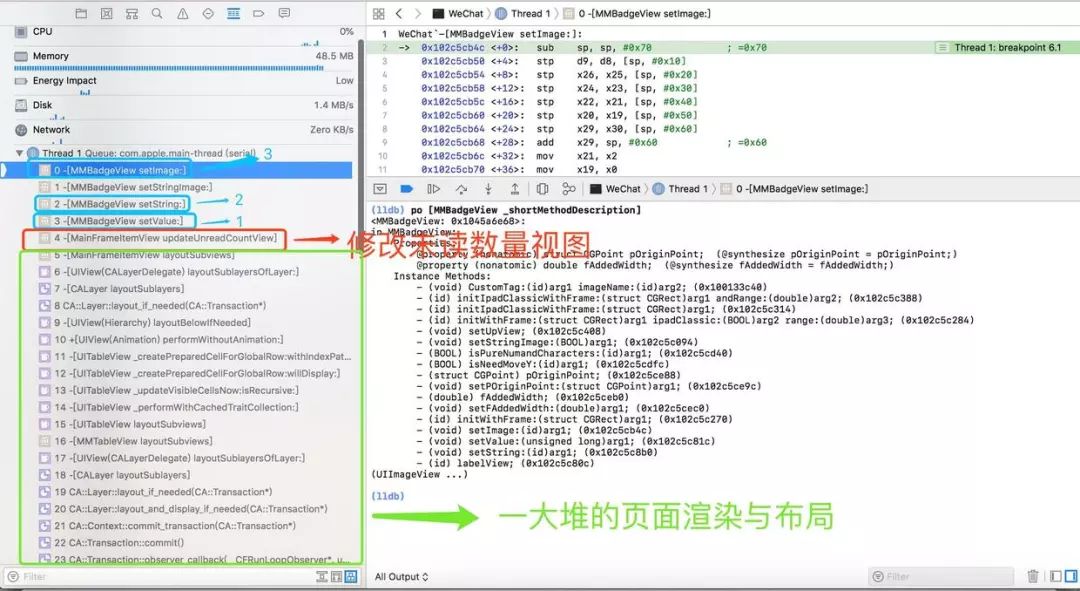 WeChat 〉 Thread 1 〉 0 -[MMBadgeView setImage:]
CPU 0%
Memory 48.5 MB
Energy Impact Low
Disk 1.4 MB/s
Network Zero KB/s
Thread 1 Queue: com.apple.main-thread (serial)
0 -[MMBadgeView setImage:]
3
1 -[MMBadgeView setStringImage:]
2 -[MMBadgeView setString:]
2
3 -[MMBadgeView setValue:]
1
4 -[MainFrameItemView updateUnreadCountView]
修改未读数量视图
5 -[MainFrameItemView layoutSubviews]
6 -[UIView(CALayerDelegate) layoutSublayersOfLayer:]
7 -[CALayer layoutSublayers]
8 CA::Layer::layout_if_needed(CA::Transaction*)
9 -[UIView(Hierarchy) layoutBelowIfNeeded]
10 +[UIView(Animation) performWithoutAnimation:]
11 -[UITableView _createPreparedCellForGlobalRow:withIndexPat...
12 -[UITableView _createPreparedCellForGlobalRow:willDisplay:]
13 -[UITableView _updateVisibleCellsNow:isRecursive:]
14 -[UITableView _performWithCachedTraitCollection:]
15 -[UITableView layoutSubviews]
16 -[MMTableView layoutSubviews]
17 -[UIView(CALayerDelegate) layoutSublayersOfLayer:]
18 -[CALayer layoutSublayers]
19 CA::Layer::layout_if_needed(CA::Transaction*)
20 CA::Layer::layout_and_display_if_needed(CA::Transaction*)
21 CA::Context::commit_transaction(CA::Transaction*)
22 CA::Transaction::commit()
23 CA::Transaction::observer_callback(__CFRunLoopObserver*, u...
Filter
1 WeChat`-[MMBadgeView setImage:]:
2 -> 0x102c5cb4c <+0>: sub sp, sp, #0x70 ; =0x70
Thread 1: breakpoint 6.1
3 0x102c5cb50 <+4>: stp d9, d8, [sp, #0x10]
4 0x102c5cb54 <+8>: stp x26, x25, [sp, #0x20]
5 0x102c5cb58 <+12>: stp x24, x23, [sp, #0x30]
6 0x102c5cb5c <+16>: stp x22, x21, [sp, #0x40]
7 0x102c5cb60 <+20>: stp x20, x19, [sp, #0x50]
8 0x102c5cb64 <+24>: stp x29, x30, [sp, #0x60]
9 0x102c5cb68 <+28>: add x29, sp, #0x60 ; =0x60
10 0x102c5cb6c <+32>: mov x21, x2
11 0x102c5cb70 <+36>: mov x19, x0
WeChat 〉 Thread 1 〉 0 -[MMBadgeView setImage:]
(lldb) po [MMBadgeView _shortMethodDescription]
<MMBadgeView: 0x1045a6e68>:
in MMBadgeView:
Properties:
@property (nonatomic) struct CGPoint pOriginPoint; (@synthesize pOriginPoint = pOriginPoint;)
@property (nonatomic) double fAddedWidth; (@synthesize fAddedWidth = fAddedWidth;)
Instance Methods:
- (void) CustomTag:(id)arg1 imageName:(id)arg2; (0x100133c40)
- (id) initIpadClassicWithFrame:(struct CGRect)arg1 andRange:(double)arg2; (0x102c5c388)
- (id) initIpadClassicWithFrame:(struct CGRect)arg1; (0x102c5c314)
- (id) initWithFrame:(struct CGRect)arg1 ipadClassic:(BOOL)arg2 range:(double)arg3; (0x102c5c284)
- (void) setUpView; (0x102c5c408)
- (void) setStringImage:(BOOL)arg1; (0x102c5c094)
- (BOOL) isPureNumandCharacters:(id)arg1; (0x102c5cd40)
- (BOOL) isNeedMoveY:(id)arg1; (0x102c5cdfc)
- (struct CGPoint) pOriginPoint; (0x102c5ce88)
- (void) setPOriginPoint:(struct CGPoint)arg1; (0x102c5ce9c)
- (double) fAddedWidth; (0x102c5ceb0)
- (void) setFAddedWidth:(double)arg1; (0x102c5cec0)
- (id) initWithFrame:(struct CGRect)arg1; (0x102c5c270)
- (void) setImage:(id)arg1; (0x102c5cb4c)
- (void) setValue:(unsigned long)arg1; (0x102c5c81c)
- (void) setString:(id)arg1; (0x102c5c8b0)
- (id) labelView; (0x102c5c80c)
(UIImageView ...)
(lldb)
一大堆的页面渲染与布局
All Output
Filter